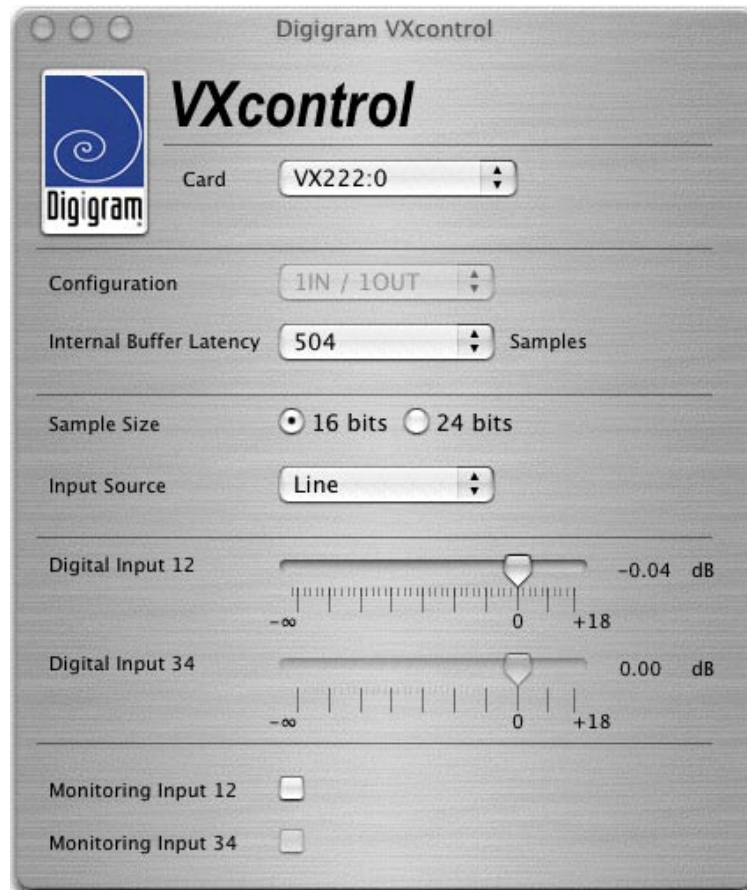 Digigram VXcontrol
VXcontrol
Digigram
Card VX222:0
Configuration 1IN / 1OUT
Internal Buffer Latency 504 Samples
Sample Size 16 bits 24 bits
Input Source Line
Digital Input 12 -0.04 dB
-∞ 0 +18
Digital Input 34 0.00 dB
-∞ 0 +18
Monitoring Input 12
Monitoring Input 34